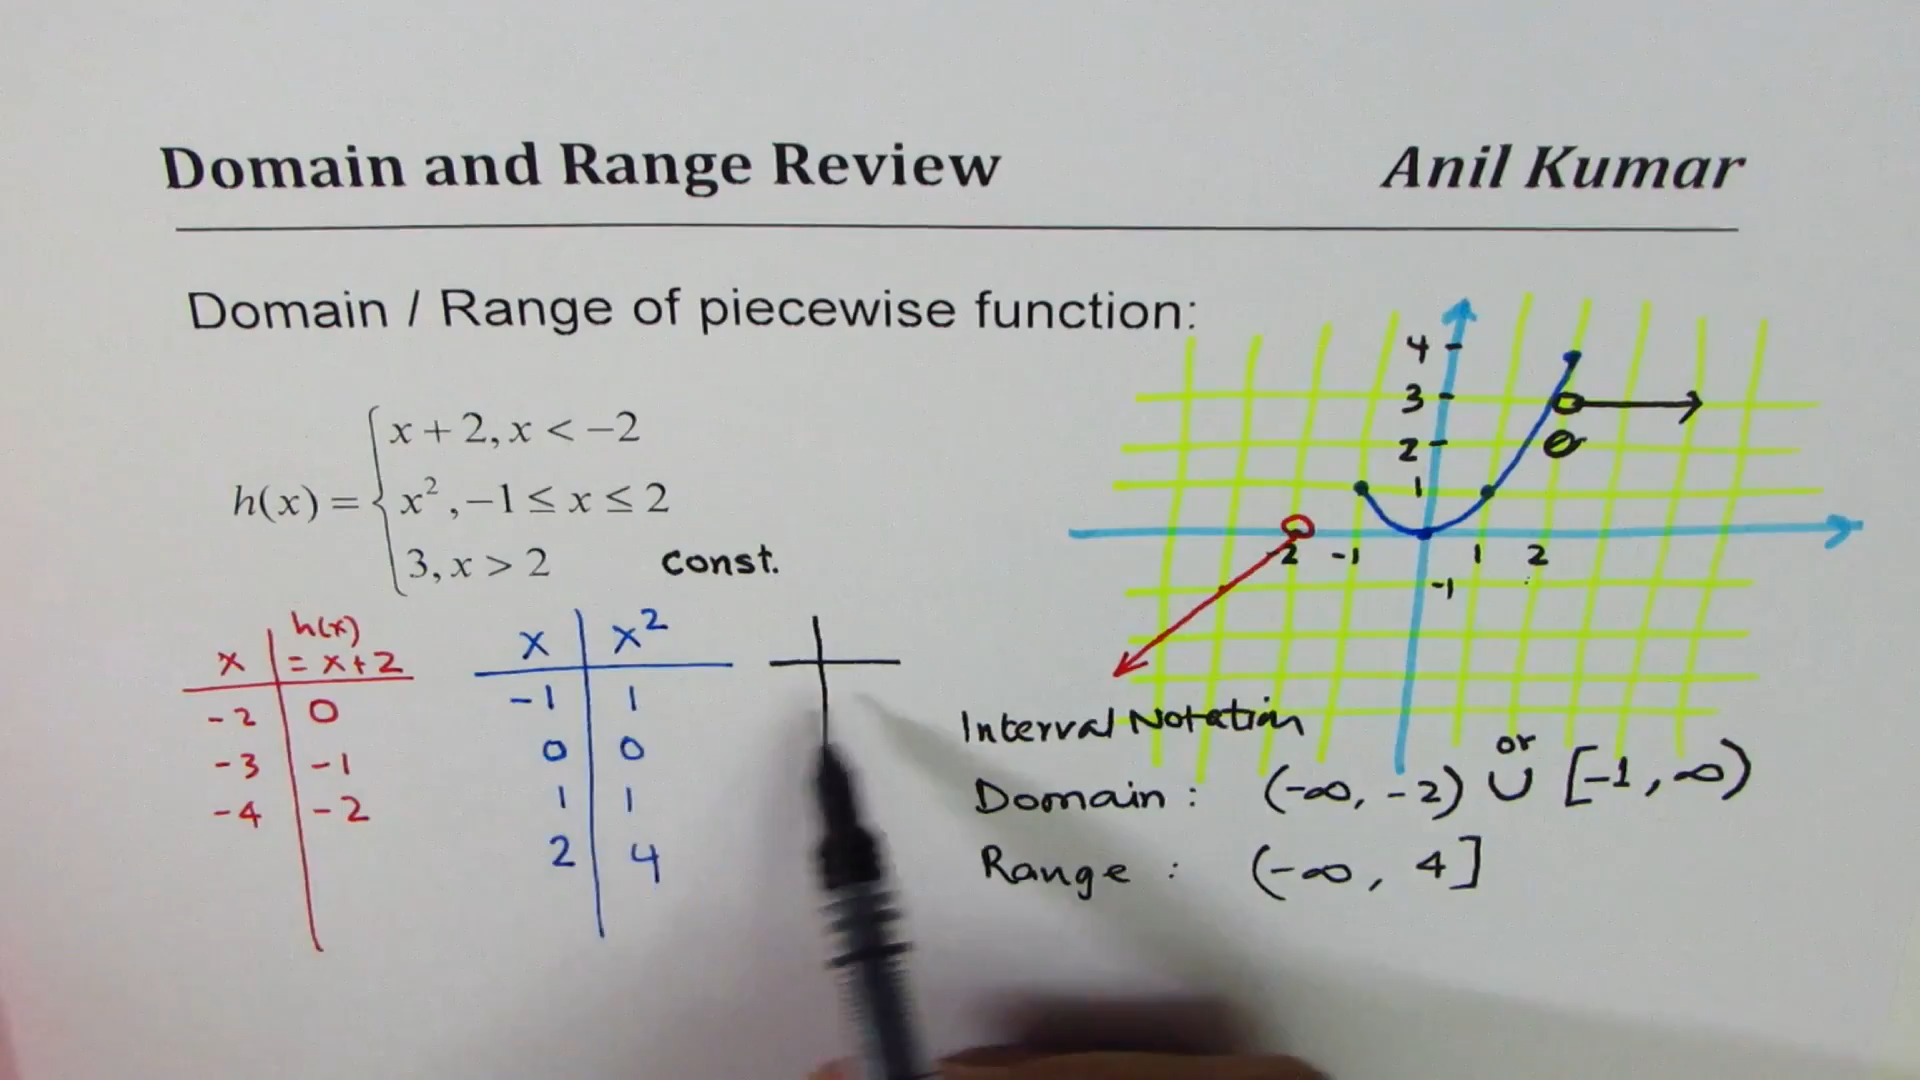 Domain and Range Review
Anil Kumar
Domain / Range of piecewise function:
h(x) = { x + 2, x < −2
x², −1 ≤ x ≤ 2
3, x > 2
const.
x | h(x) = x+2
-2 | 0
-3 | -1
-4 | -2
x | x²
-1 | 1
0 | 0
1 | 1
2 | 4
4
3
2
1
-2 -1 1 2
-1
Interval Notation
Domain : (-∞, -2) or ∪ [-1, ∞)
Range : (-∞, 4]